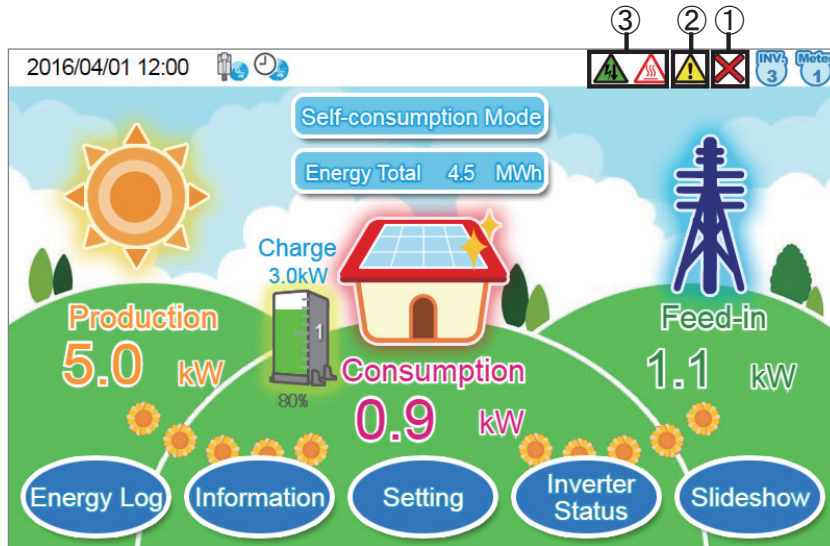 ③ ② ①
2016/04/01 12:00
INV.
3
Mete
1
Self-consumption Mode
Energy Total 4.5 MWh
Charge
3.0kW
1
80%
Production
5.0 kW
Consumption
0.9 kW
Feed-in
1.1 kW
Energy Log
Information
Setting
Inverter
Status
Slideshow